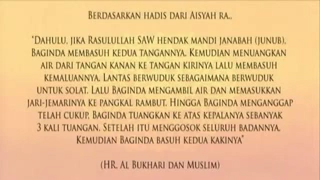 BERDASARKAN HADIS DARI AISYAH RA..
"DAHULU, JIKA RASULULLAH SAW HENDAK MANDI JANABAH (JUNUB),
BAGINDA MEMBASUH KEDUA TANGANNYA. KEMUDIAN MENUANGKAN
AIR DARI TANGAN KANAN KE TANGAN KIRINYA LALU MEMBASUH
KEMALUANNYA. LANTAS BERWUDUK SEBAGAIMANA BERWUDUK
UNTUK SOLAT. LALU BAGINDA MENGAMBIL AIR DAN MEMASUKKAN
JARI-JEMARINYA KE PANGKAL RAMBUT. HINGGA BAGINDA MENGANGGAP
TELAH CUKUP, BAGINDA TUANGKAN KE ATAS KEPALANYA SEBANYAK
3 KALI TUANGAN. SETELAH ITU MENGGOSOK SELURUH BADANNYA,
KEMUDIAN BAGINDA BASUH KEDUA KAKINYA"
(HR. AL BUKHARI DAN MUSLIM)